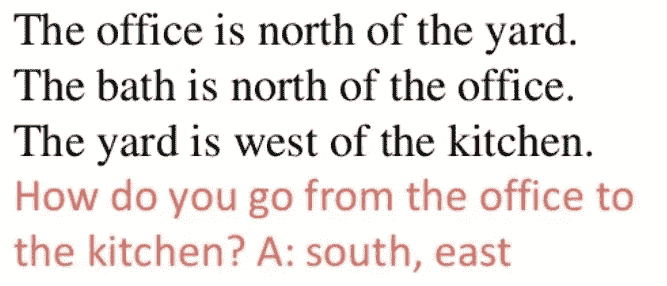 The office is north of the yard.
The bath is north of the office.
The yard is west of the kitchen.
How do you go from the office to
the kitchen? A: south, east